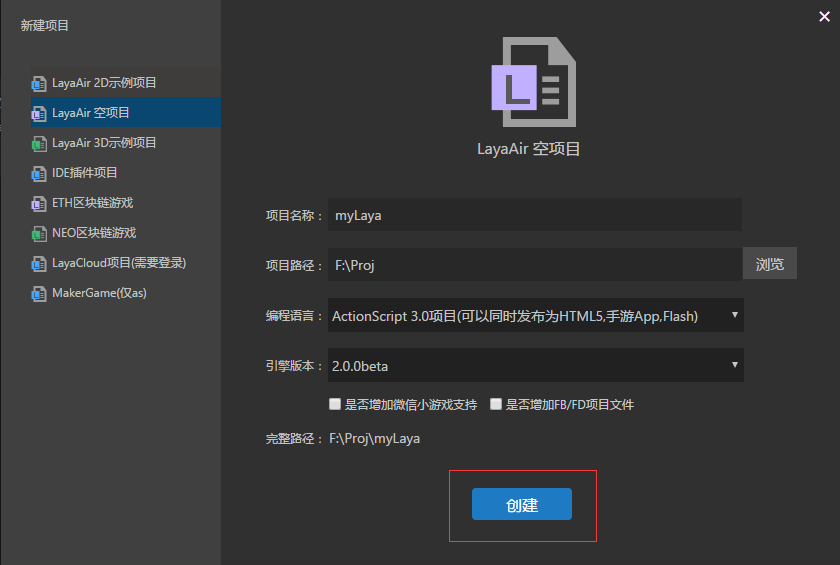 新建项目
LayaAir 2D示例项目
LayaAir 空项目
LayaAir 3D示例项目
IDE插件项目
ETH区块链游戏
NEO区块链游戏
LayaCloud项目(需要登录)
MakerGame(仅as)
LayaAir 空项目
项目名称： myLaya
项目路径： F:\Proj 浏览
编程语言： ActionScript 3.0项目(可以同时发布为HTML5,手游App,Flash)
引擎版本： 2.0.0beta
是否增加微信小游戏支持 是否增加FB/FD项目文件
完整路径： F:\Proj\myLaya
创建